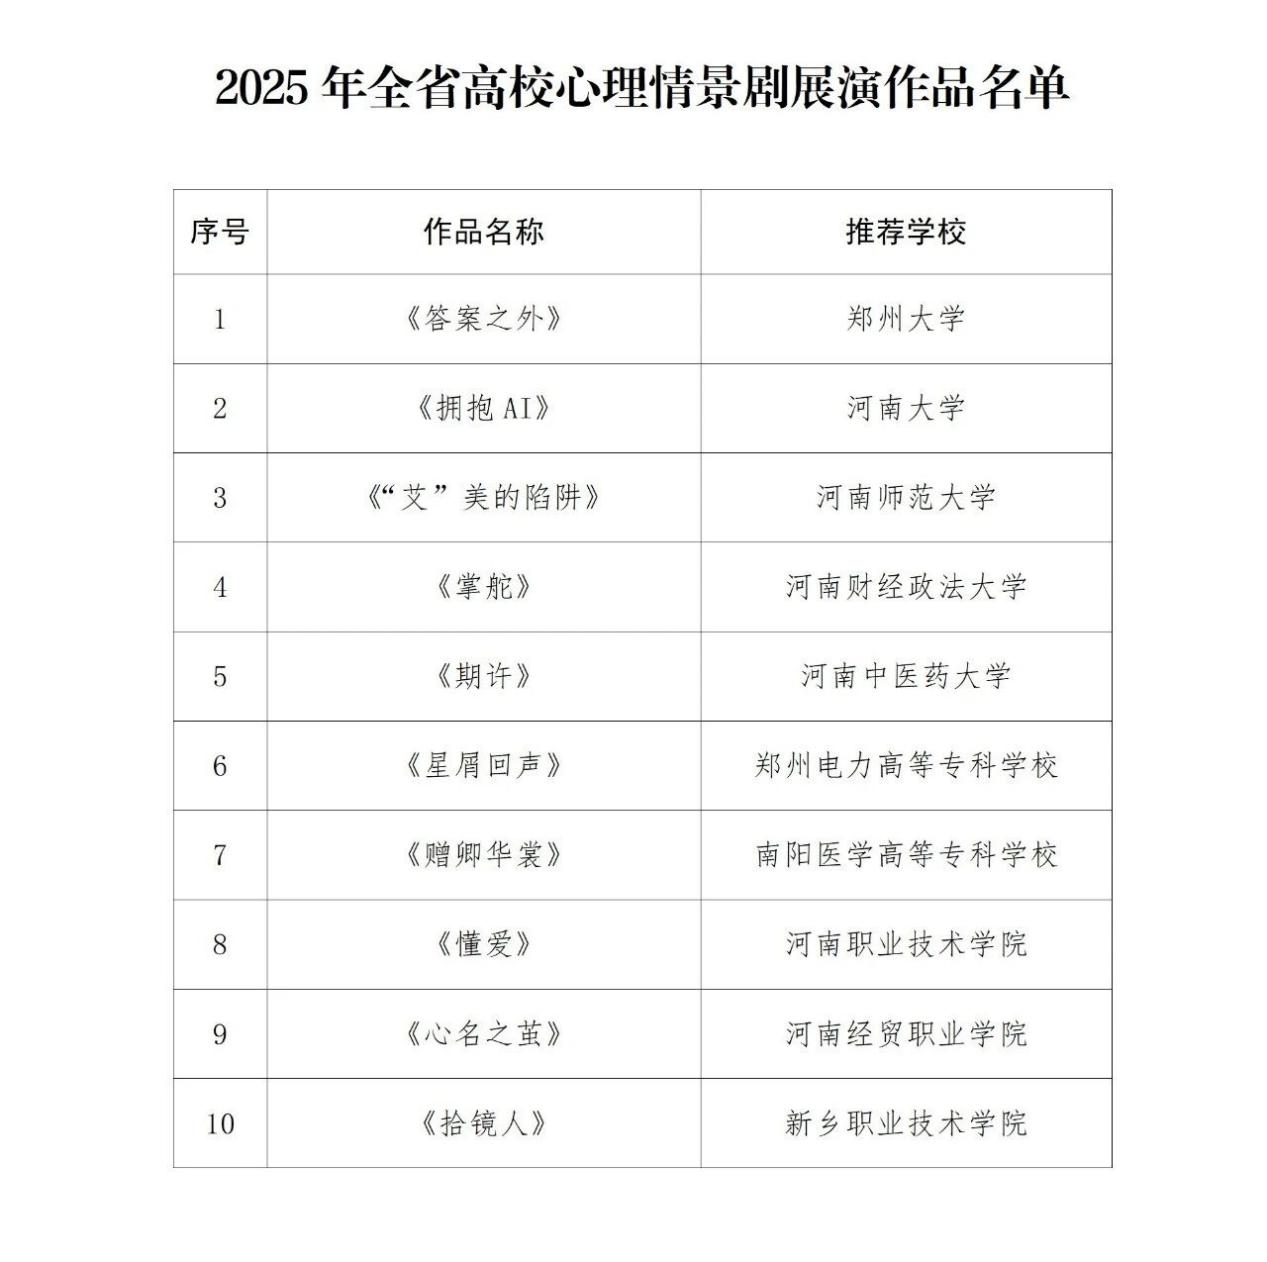 2025 年全省高校心理情景剧展演作品名单
序号 作品名称 推荐学校
1 《答案之外》 郑州大学
2 《拥抱 AI》 河南大学
3 《“艾”美的陷阱》 河南师范大学
4 《掌舵》 河南财经政法大学
5 《期许》 河南中医药大学
6 《星屑回声》 郑州电力高等专科学校
7 《赠卿华裳》 南阳医学高等专科学校
8 《懂爱》 河南职业技术学院
9 《心名之茧》 河南经贸职业学院
10 《拾镜人》 新乡职业技术学院